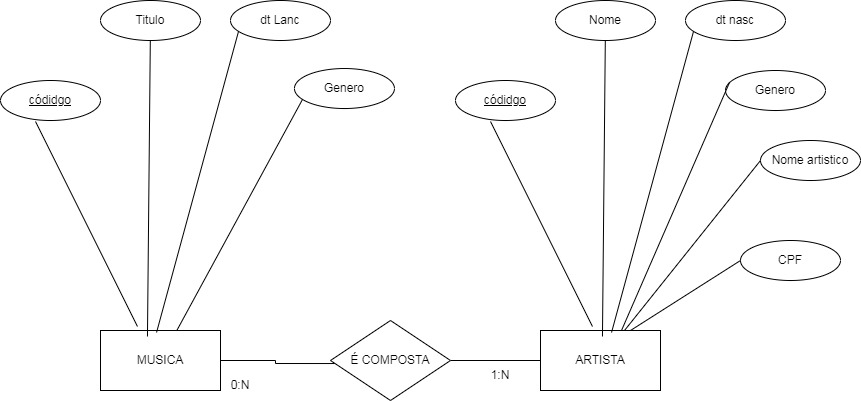 Titulo
dt Lanc
Nome
dt nasc
códidgo
Genero
códidgo
Genero
Nome artistico
CPF
MUSICA
É COMPOSTA
ARTISTA
0:N
1:N